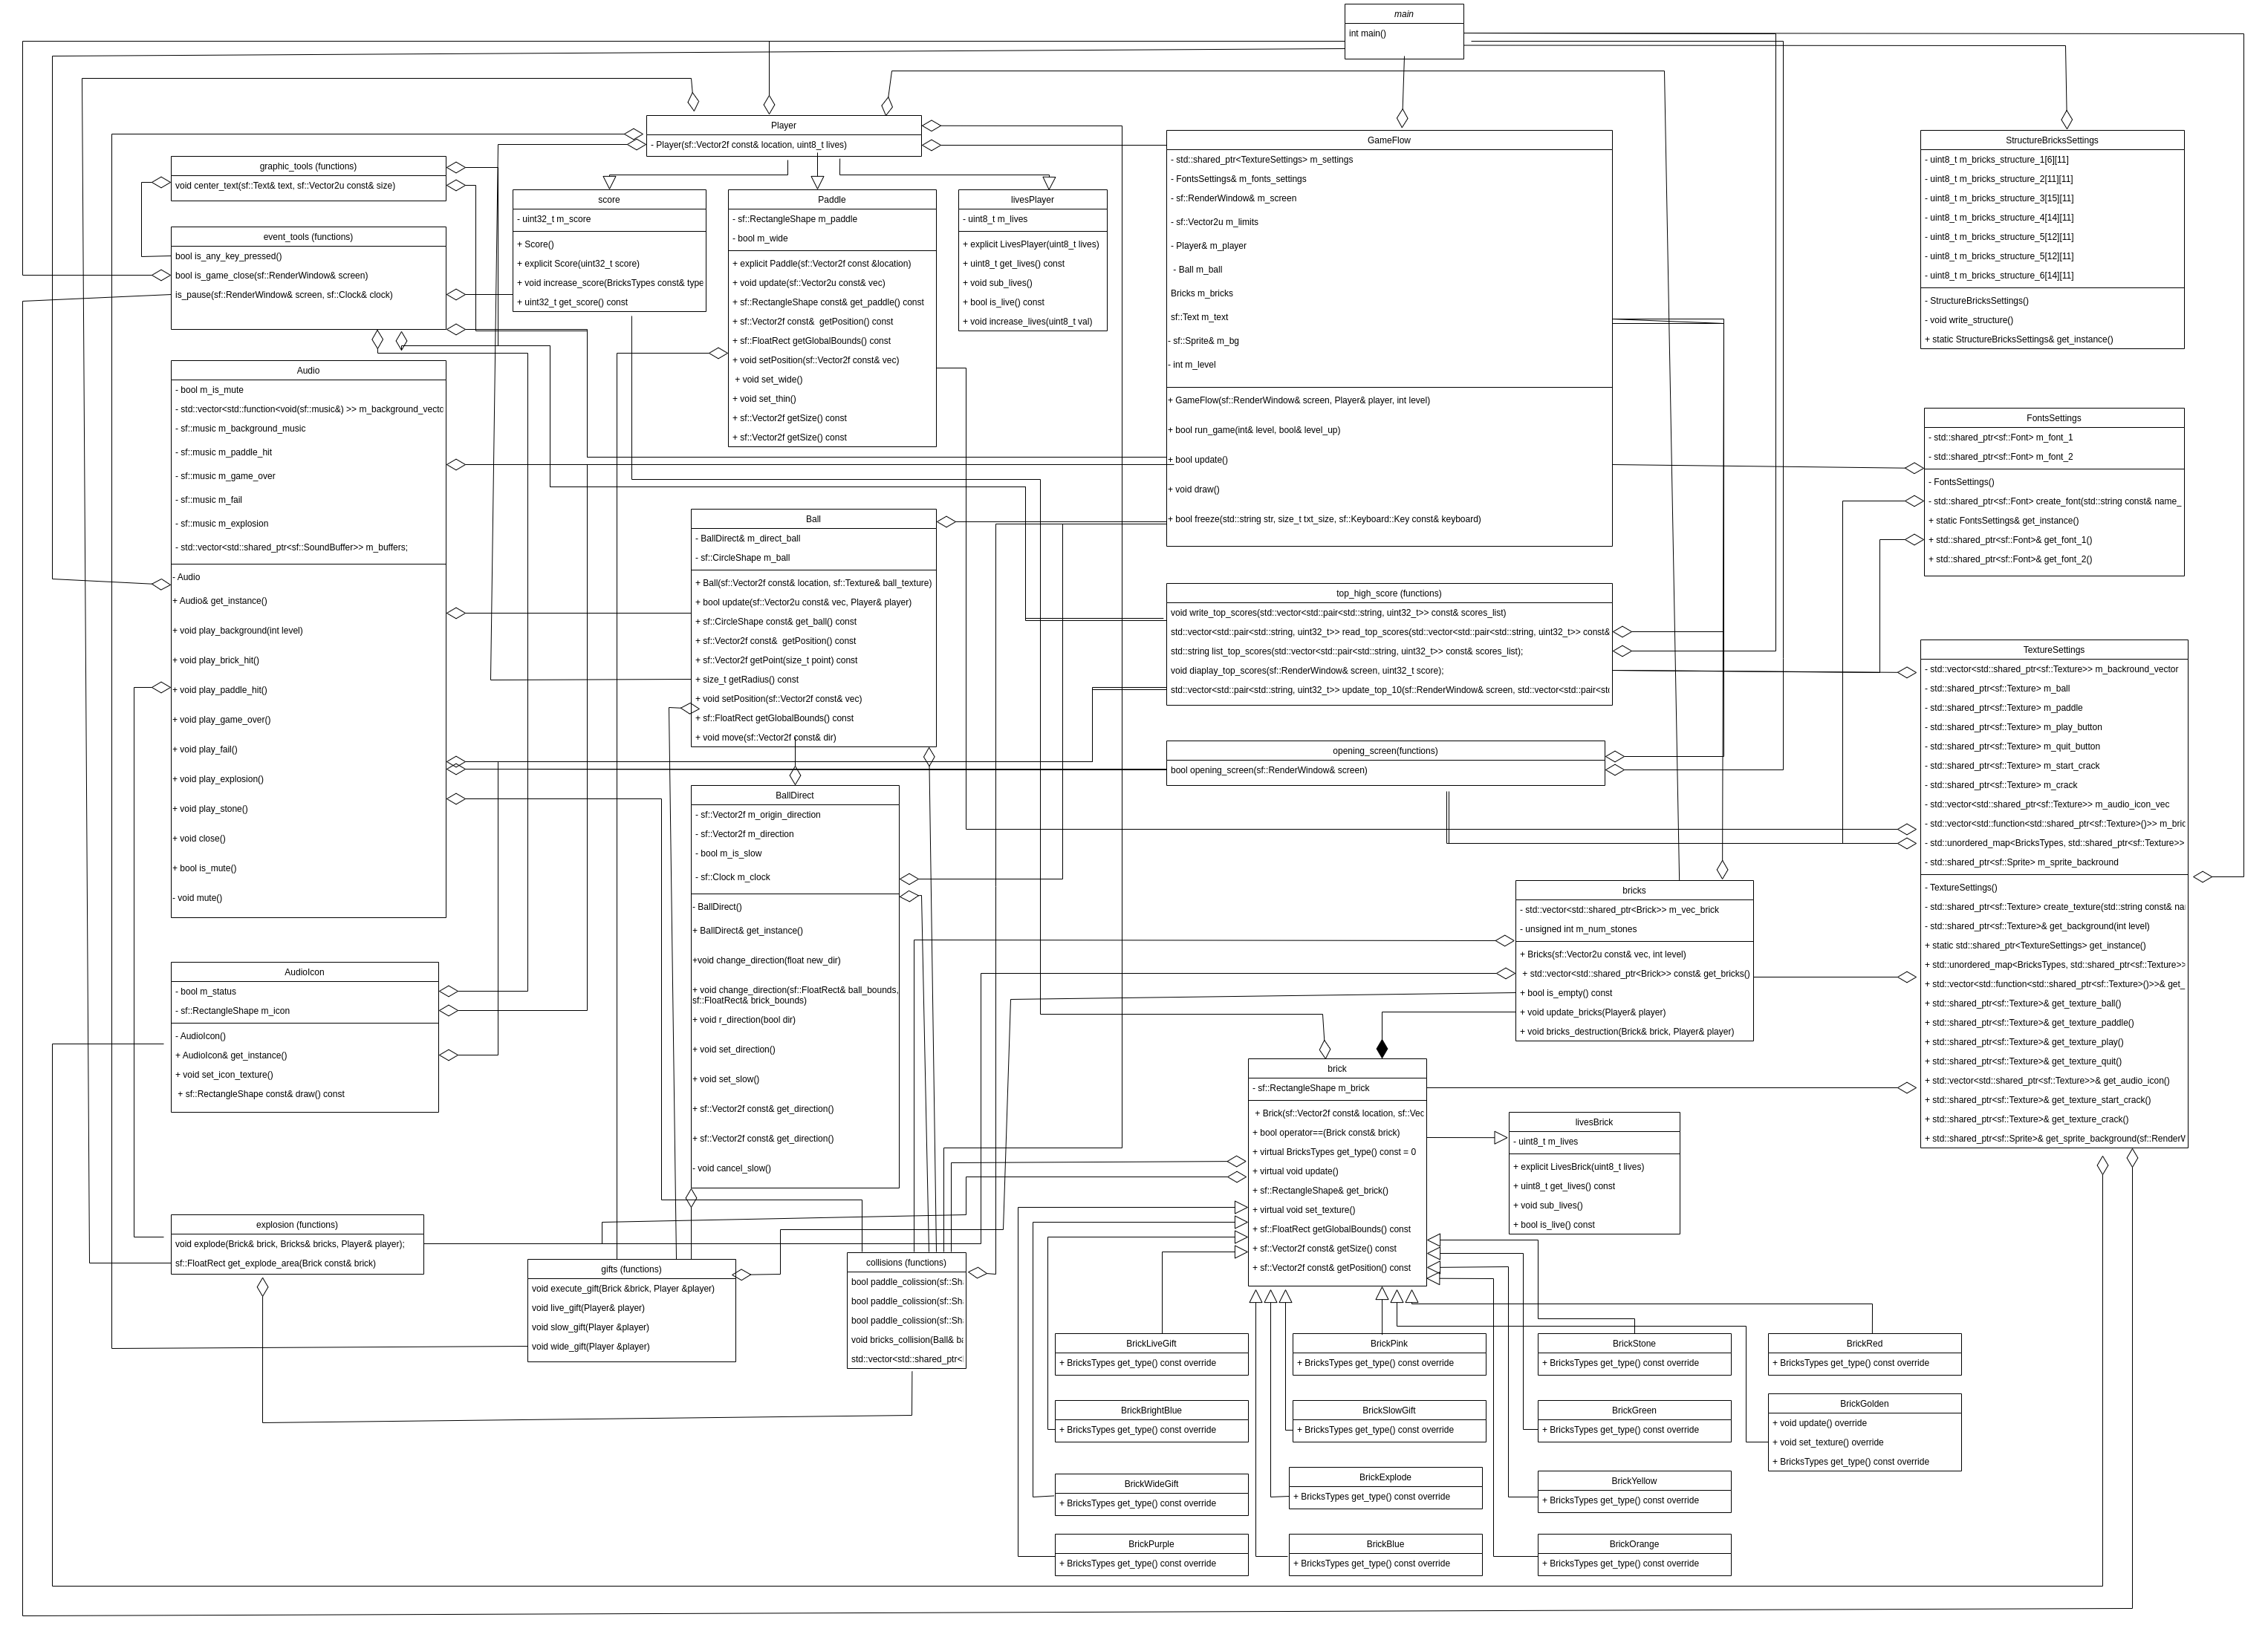 main
int main()
Player
- Player(sf::Vector2f const& location, uint8_t lives)
graphic_tools (functions)
void center_text(sf::Text& text, sf::Vector2u const& size)
event_tools (functions)
bool is_any_key_pressed()
bool is_game_close(sf::RenderWindow& screen)
is_pause(sf::RenderWindow& screen, sf::Clock& clock)
score
- uint32_t m_score
+ Score()
+ explicit Score(uint32_t score)
+ void increase_score(BricksTypes const& type
+ uint32_t get_score() const
Paddle
- sf::RectangleShape m_paddle
- bool m_wide
+ explicit Paddle(sf::Vector2f const &location)
+ void update(sf::Vector2u const& vec)
+ sf::RectangleShape const& get_paddle() const
+ sf::Vector2f const& getPosition() const
+ sf::FloatRect getGlobalBounds() const
+ void setPosition(sf::Vector2f const& vec)
+ void set_wide()
+ void set_thin()
+ sf::Vector2f getSize() const
+ sf::Vector2f getSize() const
livesPlayer
- uint8_t m_lives
+ explicit LivesPlayer(uint8_t lives)
+ uint8_t get_lives() const
+ void sub_lives()
+ bool is_live() const
+ void increase_lives(uint8_t val)
GameFlow
- std::shared_ptr<TextureSettings> m_settings
- FontsSettings& m_fonts_settings
- sf::RenderWindow& m_screen
- sf::Vector2u m_limits
- Player& m_player
- Ball m_ball
Bricks m_bricks
sf::Text m_text
- sf::Sprite& m_bg
- int m_level
+ GameFlow(sf::RenderWindow& screen, Player& player, int level)
+ bool run_game(int& level, bool& level_up)
+ bool update()
+ void draw()
+ bool freeze(std::string str, size_t txt_size, sf::Keyboard::Key const& keyboard)
StructureBricksSettings
- uint8_t m_bricks_structure_1[6][11]
- uint8_t m_bricks_structure_2[11][11]
- uint8_t m_bricks_structure_3[15][11]
- uint8_t m_bricks_structure_4[14][11]
- uint8_t m_bricks_structure_5[12][11]
- uint8_t m_bricks_structure_5[12][11]
- uint8_t m_bricks_structure_6[14][11]
- StructureBricksSettings()
- void write_structure()
+ static StructureBricksSettings& get_instance()
Audio
- bool m_is_mute
- std::vector<std::function<void(sf::music&) >> m_background_vecto
- sf::music m_background_music
- sf::music m_paddle_hit
- sf::music m_game_over
- sf::music m_fail
- sf::music m_explosion
- std::vector<std::shared_ptr<sf::SoundBuffer>> m_buffers;
- Audio
+ Audio& get_instance()
+ void play_background(int level)
+ void play_brick_hit()
+ void play_paddle_hit()
+ void play_game_over()
+ void play_fail()
+ void play_explosion()
+ void play_stone()
+ void close()
+ bool is_mute()
- void mute()
FontsSettings
- std::shared_ptr<sf::Font> m_font_1
- std::shared_ptr<sf::Font> m_font_2
- FontsSettings()
- std::shared_ptr<sf::Font> create_font(std::string const& name_
+ static FontsSettings& get_instance()
+ std::shared_ptr<sf::Font>& get_font_1()
+ std::shared_ptr<sf::Font>& get_font_2()
Ball
- BallDirect& m_direct_ball
- sf::CircleShape m_ball
+ Ball(sf::Vector2f const& location, sf::Texture& ball_texture)
+ bool update(sf::Vector2u const& vec, Player& player)
+ sf::CircleShape const& get_ball() const
+ sf::Vector2f const& getPosition() const
+ sf::Vector2f getPoint(size_t point) const
+ size_t getRadius() const
+ void setPosition(sf::Vector2f const& vec)
+ sf::FloatRect getGlobalBounds() const
+ void move(sf::Vector2f const& dir)
top_high_score (functions)
void write_top_scores(std::vector<std::pair<std::string, uint32_t>> const& scores_list)
std::vector<std::pair<std::string, uint32_t>> read_top_scores(std::vector<std::pair<std::string, uint32_t>> const&
std::string list_top_scores(std::vector<std::pair<std::string, uint32_t>> const& scores_list);
void diaplay_top_scores(sf::RenderWindow& screen, uint32_t score);
std::vector<std::pair<std::string, uint32_t>> update_top_10(sf::RenderWindow& screen, std::vector<std::pair<st
opening_screen(functions)
bool opening_screen(sf::RenderWindow& screen)
TextureSettings
- std::vector<std::shared_ptr<sf::Texture>> m_backround_vector
- std::shared_ptr<sf::Texture> m_ball
- std::shared_ptr<sf::Texture> m_paddle
- std::shared_ptr<sf::Texture> m_play_button
- std::shared_ptr<sf::Texture> m_quit_button
- std::shared_ptr<sf::Texture> m_start_crack
- std::shared_ptr<sf::Texture> m_crack
- std::vector<std::shared_ptr<sf::Texture>> m_audio_icon_vec
- std::vector<std::function<std::shared_ptr<sf::Texture>()>> m_bric
- std::unordered_map<BricksTypes, std::shared_ptr<sf::Texture>>
- std::shared_ptr<sf::Sprite> m_sprite_backround
- TextureSettings()
- std::shared_ptr<sf::Texture> create_texture(std::string const& na
- std::shared_ptr<sf::Texture>& get_background(int level)
+ static std::shared_ptr<TextureSettings> get_instance()
+ std::unordered_map<BricksTypes, std::shared_ptr<sf::Texture>>
+ std::vector<std::function<std::shared_ptr<sf::Texture>()>>& get_
+ std::shared_ptr<sf::Texture>& get_texture_ball()
+ std::shared_ptr<sf::Texture>& get_texture_paddle()
+ std::shared_ptr<sf::Texture>& get_texture_play()
+ std::shared_ptr<sf::Texture>& get_texture_quit()
+ std::vector<std::shared_ptr<sf::Texture>>& get_audio_icon()
+ std::shared_ptr<sf::Texture>& get_texture_start_crack()
+ std::shared_ptr<sf::Texture>& get_texture_crack()
+ std::shared_ptr<sf::Sprite>& get_sprite_background(sf::RenderW
BallDirect
- sf::Vector2f m_origin_direction
- sf::Vector2f m_direction
- bool m_is_slow
- sf::Clock m_clock
- BallDirect()
+ BallDirect& get_instance()
+void change_direction(float new_dir)
+ void change_direction(sf::FloatRect& ball_bounds,
sf::FloatRect& brick_bounds)
+ void r_direction(bool dir)
+ void set_direction()
+ void set_slow()
+ sf::Vector2f const& get_direction()
+ sf::Vector2f const& get_direction()
- void cancel_slow()
bricks
- std::vector<std::shared_ptr<Brick>> m_vec_brick
- unsigned int m_num_stones
+ Bricks(sf::Vector2u const& vec, int level)
+ std::vector<std::shared_ptr<Brick>> const& get_bricks()
+ bool is_empty() const
+ void update_bricks(Player& player)
+ void bricks_destruction(Brick& brick, Player& player)
AudioIcon
- bool m_status
- sf::RectangleShape m_icon
- AudioIcon()
+ AudioIcon& get_instance()
+ void set_icon_texture()
+ sf::RectangleShape const& draw() const
brick
- sf::RectangleShape m_brick
+ Brick(sf::Vector2f const& location, sf::Vec
+ bool operator==(Brick const& brick)
+ virtual BricksTypes get_type() const = 0
+ virtual void update()
+ sf::RectangleShape& get_brick()
+ virtual void set_texture()
+ sf::FloatRect getGlobalBounds() const
+ sf::Vector2f const& getSize() const
+ sf::Vector2f const& getPosition() const
livesBrick
- uint8_t m_lives
+ explicit LivesBrick(uint8_t lives)
+ uint8_t get_lives() const
+ void sub_lives()
+ bool is_live() const
explosion (functions)
void explode(Brick& brick, Bricks& bricks, Player& player);
sf::FloatRect get_explode_area(Brick const& brick)
gifts (functions)
void execute_gift(Brick &brick, Player &player)
void live_gift(Player& player)
void slow_gift(Player &player)
void wide_gift(Player &player)
collisions (functions)
bool paddle_colission(sf::Sh
bool paddle_colission(sf::Sh
bool paddle_colission(sf::Sh
void bricks_collision(Ball& ba
std::vector<std::shared_ptr<
BrickLiveGift
+ BricksTypes get_type() const override
BrickPink
+ BricksTypes get_type() const override
BrickStone
+ BricksTypes get_type() const override
BrickRed
+ BricksTypes get_type() const override
BrickBrightBlue
+ BricksTypes get_type() const override
BrickSlowGift
+ BricksTypes get_type() const override
BrickGreen
+ BricksTypes get_type() const override
BrickGolden
+ void update() override
+ void set_texture() override
+ BricksTypes get_type() const override
BrickWideGift
+ BricksTypes get_type() const override
BrickExplode
+ BricksTypes get_type() const override
BrickYellow
+ BricksTypes get_type() const override
BrickPurple
+ BricksTypes get_type() const override
BrickBlue
+ BricksTypes get_type() const override
BrickOrange
+ BricksTypes get_type() const override